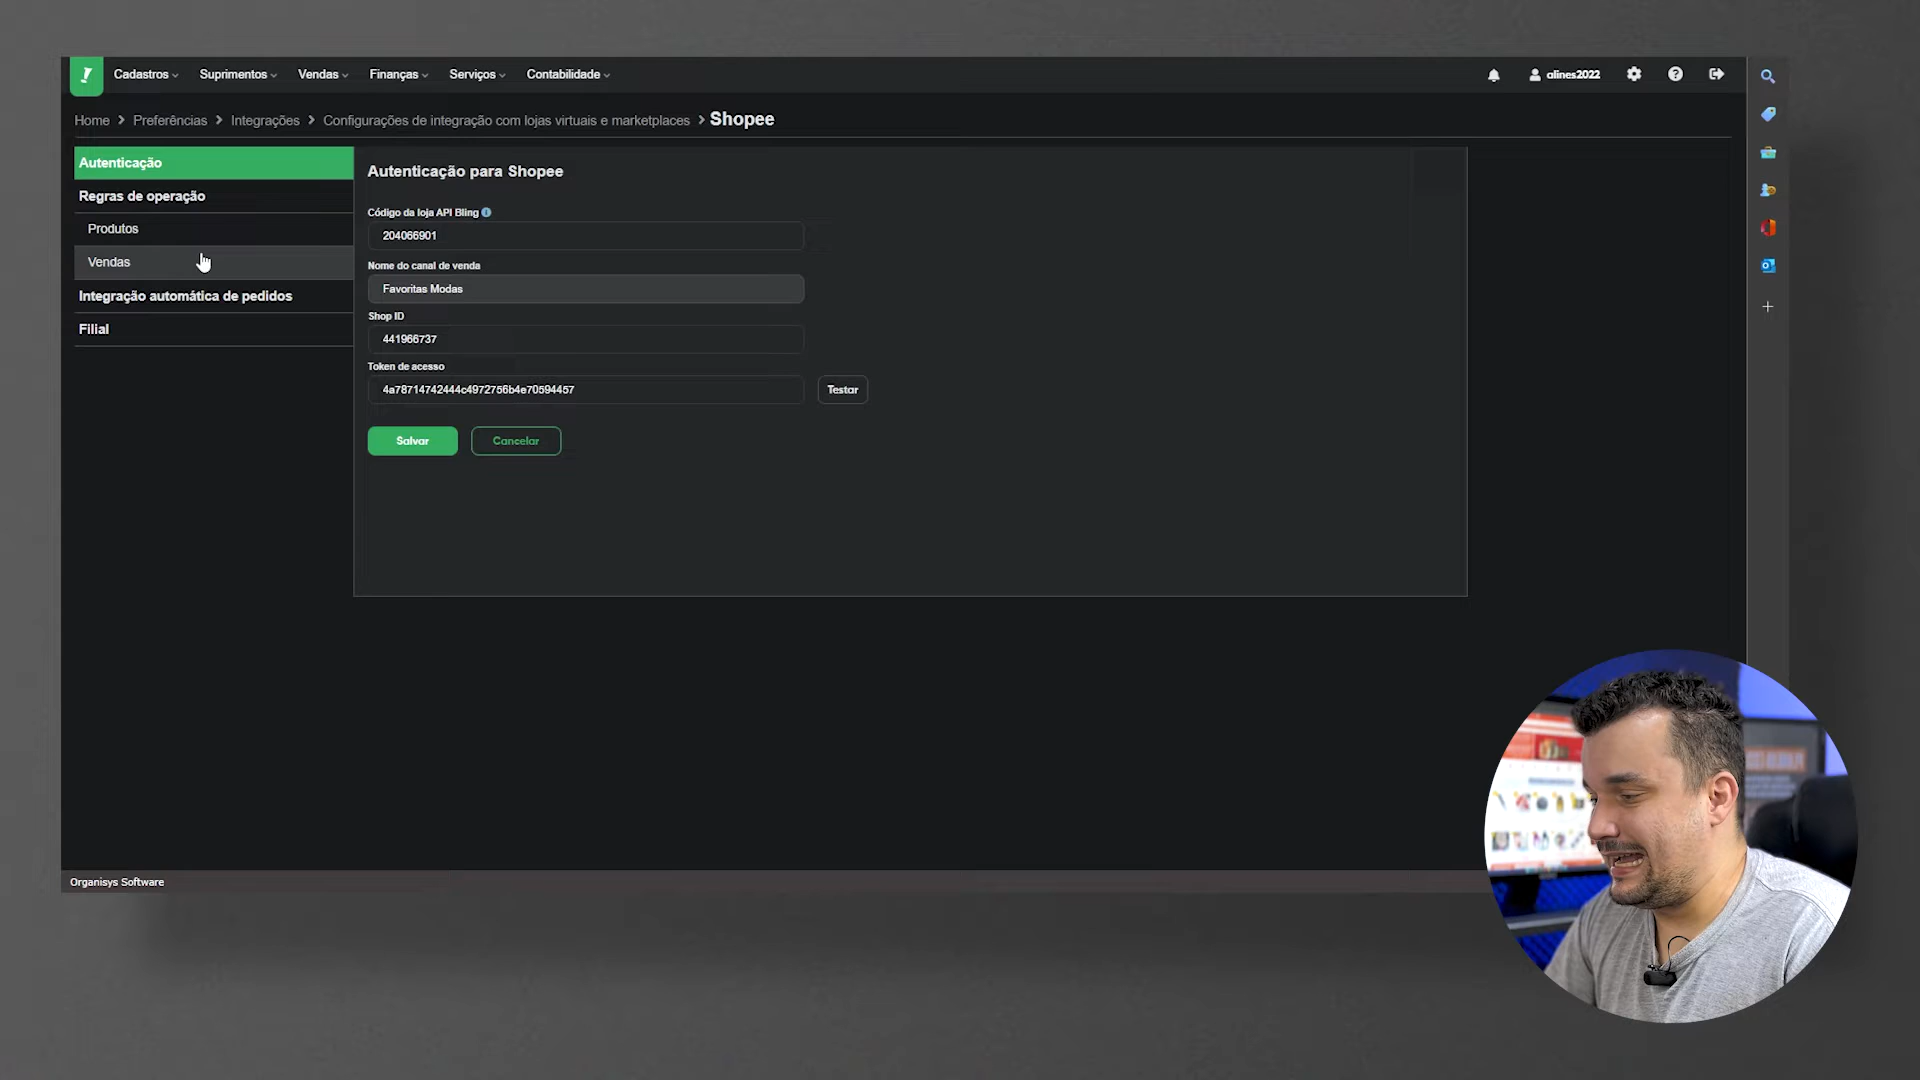 Cadastros Suprimentos Vendas Finanças Serviços Contabilidade alines2022
Home > Preferências > Integrações > Configurações de integração com lojas virtuais e marketplaces > Shopee
Autenticação
Regras de operação
Produtos
Vendas
Integração automática de pedidos
Filial
Autenticação para Shopee
Código da loja API Bling
204066901
Nome do canal de venda
Favoritas Modas
Shop ID
441966737
Token de acesso
4a78714742444c4972756b4e70594457
Testar
Salvar Cancelar
Organisys Software